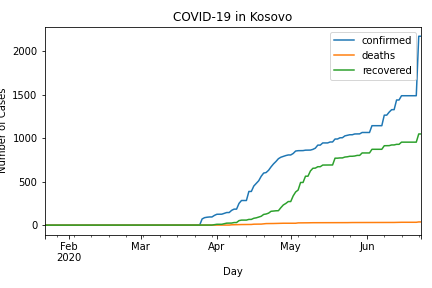 COVID-19 in Kosovo
confirmed
deaths
recovered
2000
1500
1000
500
0
Number of Cases
Feb
2020
Mar
Apr
May
Jun
Day